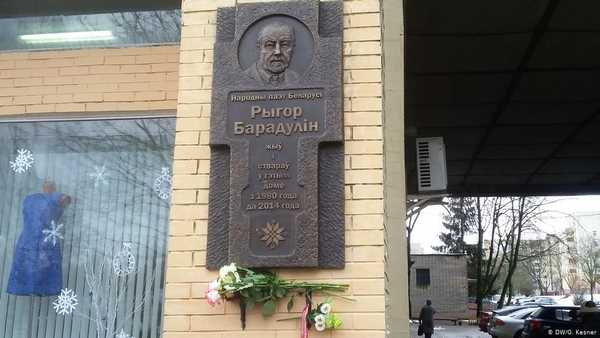 Народны паэт Беларусі
Рыгор
Барадулін
жыў
і
ствараў
у гэтым
доме
з 1980 года
да 2014 года
© DW/G. Kesner